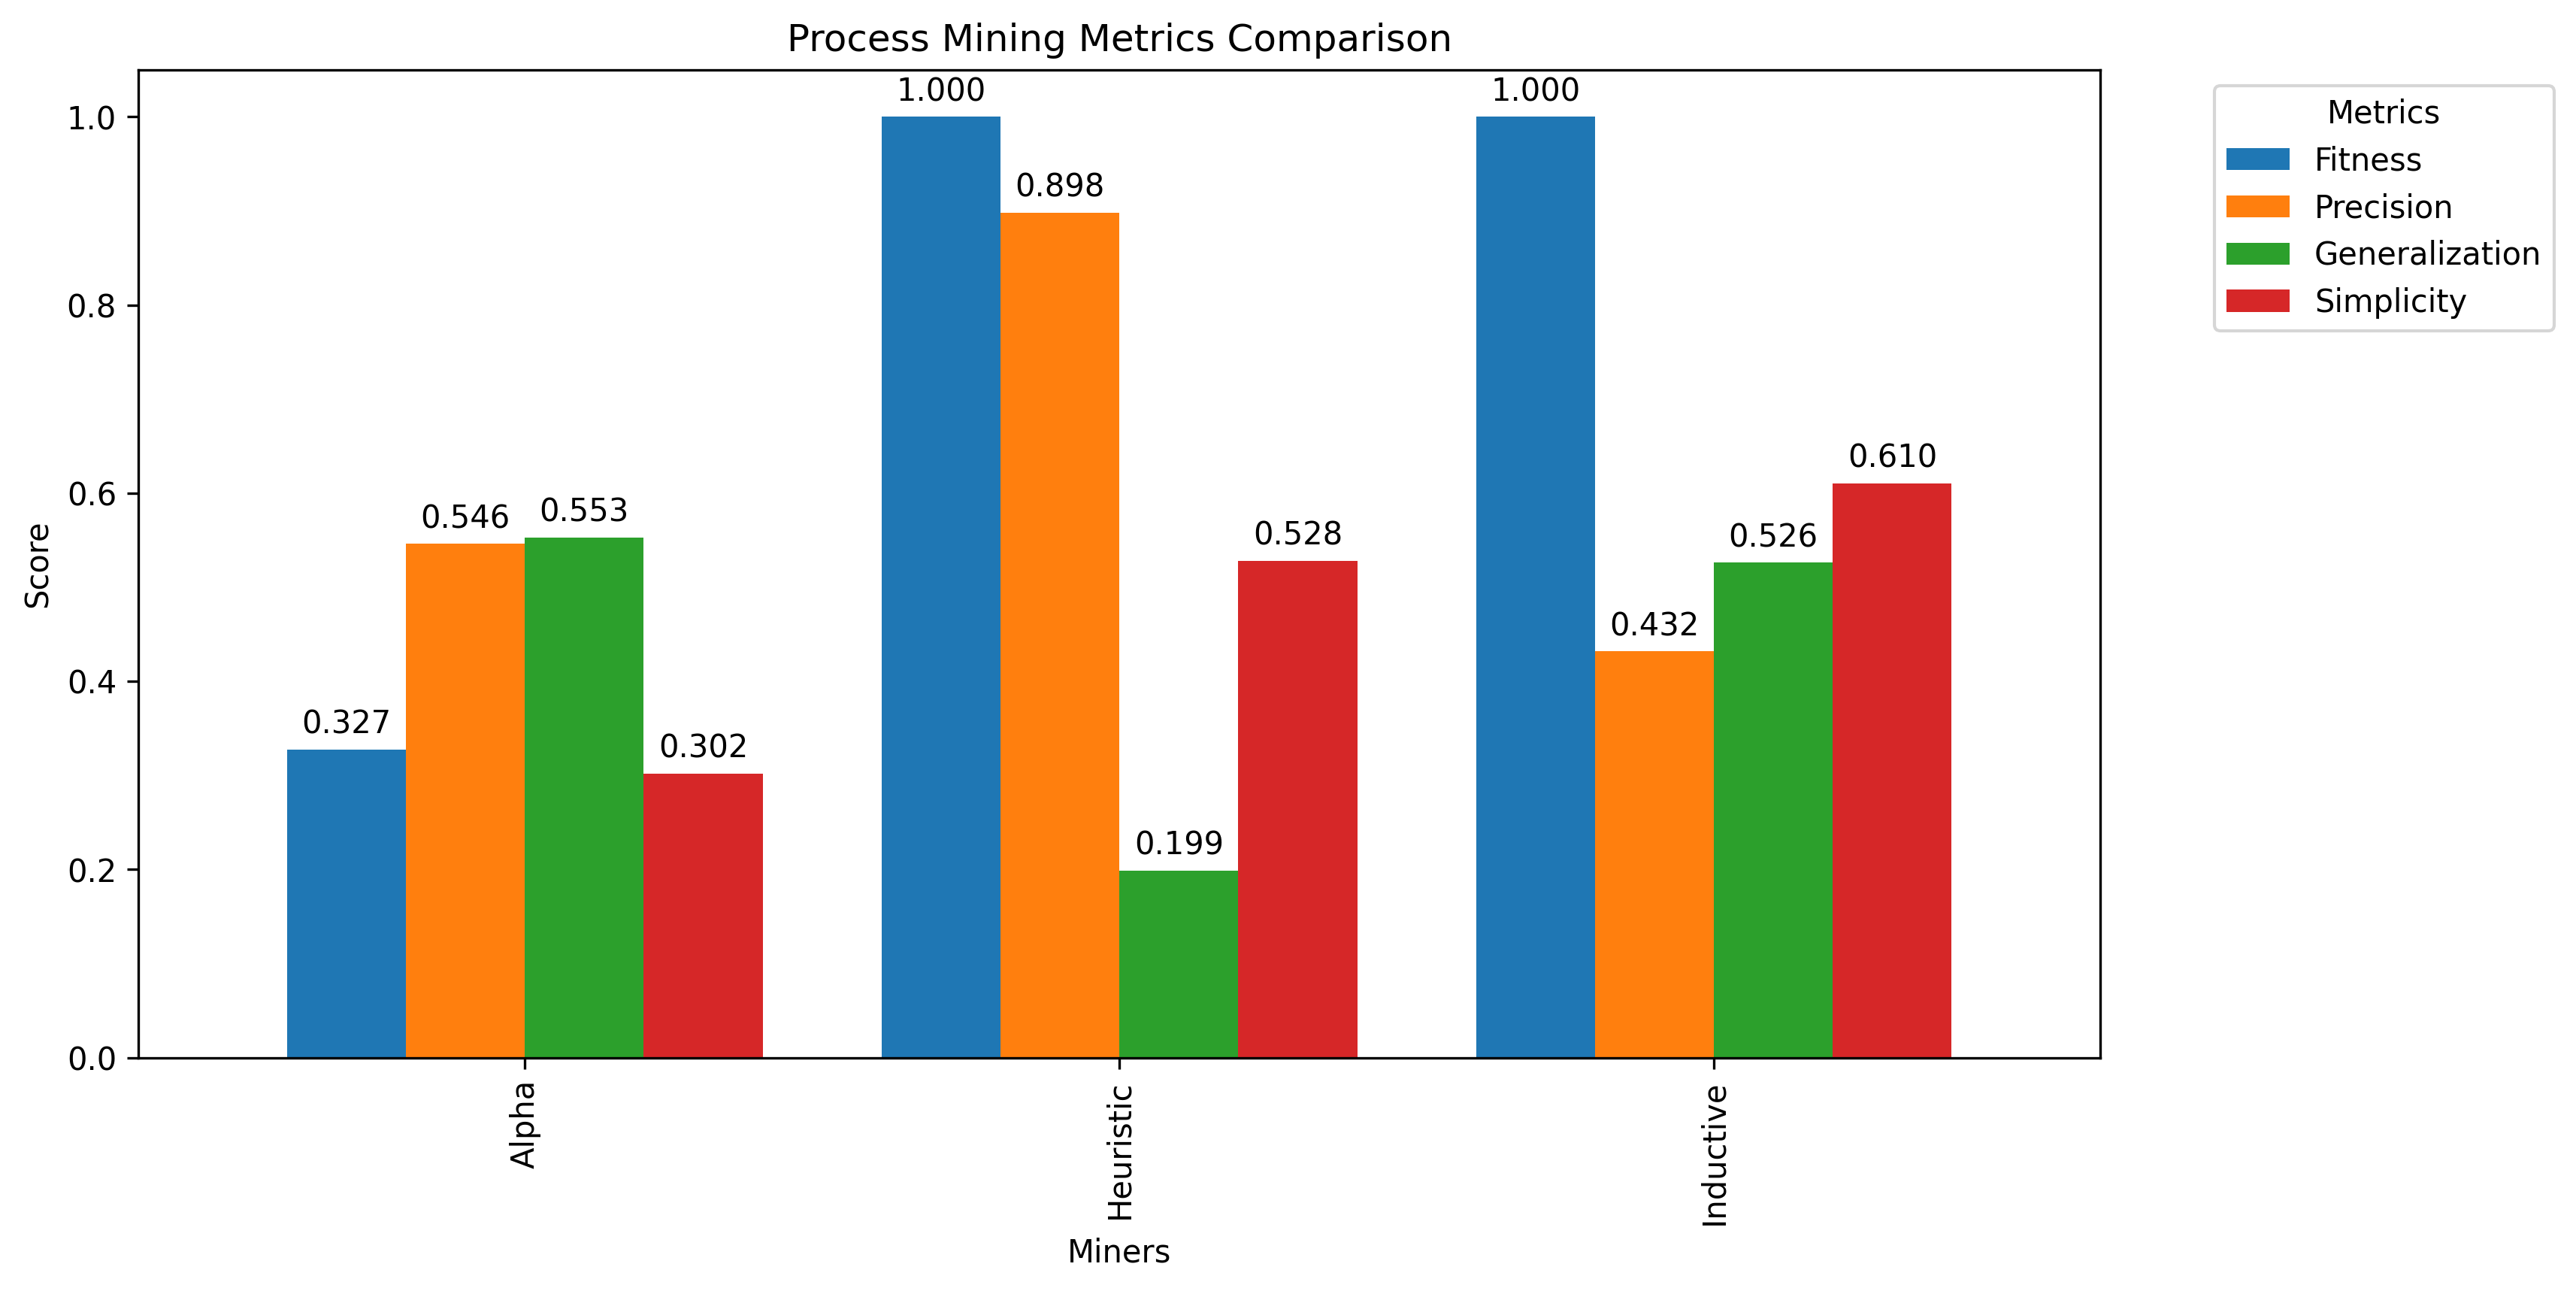 Process Mining Metrics Comparison
Score
1.0
0.8
0.6
0.4
0.2
0.0
0.327
0.546
0.553
0.302
1.000
0.898
0.199
0.528
1.000
0.432
0.526
0.610
Alpha
Heuristic
Inductive
Miners
Metrics
Fitness
Precision
Generalization
Simplicity